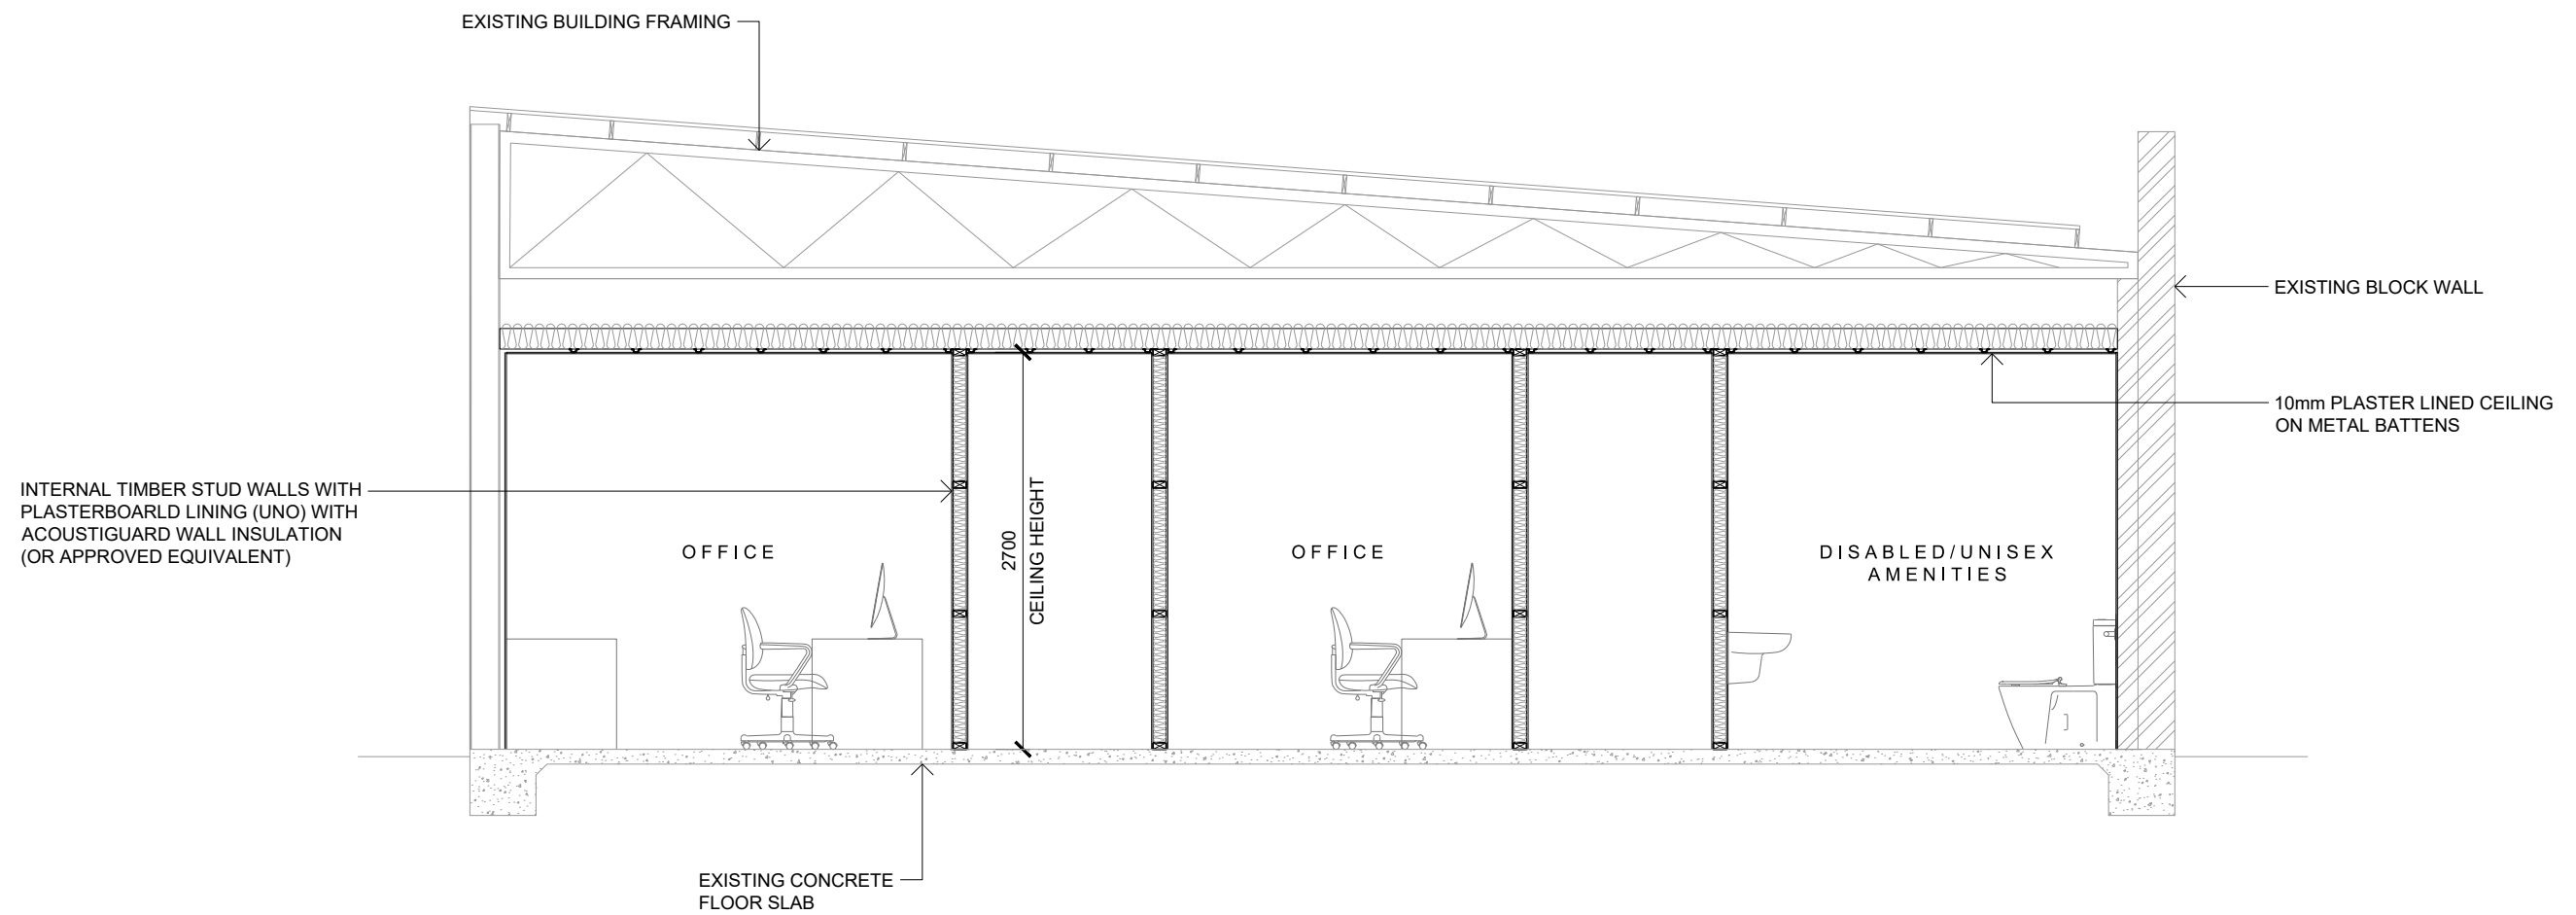 EXISTING BUILDING FRAMING
EXISTING BLOCK WALL
10mm PLASTER LINED CEILING
ON METAL BATTENS
INTERNAL TIMBER STUD WALLS WITH
PLASTERBOARLD LINING (UNO) WITH
ACOUSTIGUARD WALL INSULATION
(OR APPROVED EQUIVALENT)
OFFICE
2700
CEILING HEIGHT
OFFICE
DISABLED/UNISEX
AMENITIES
EXISTING CONCRETE
FLOOR SLAB